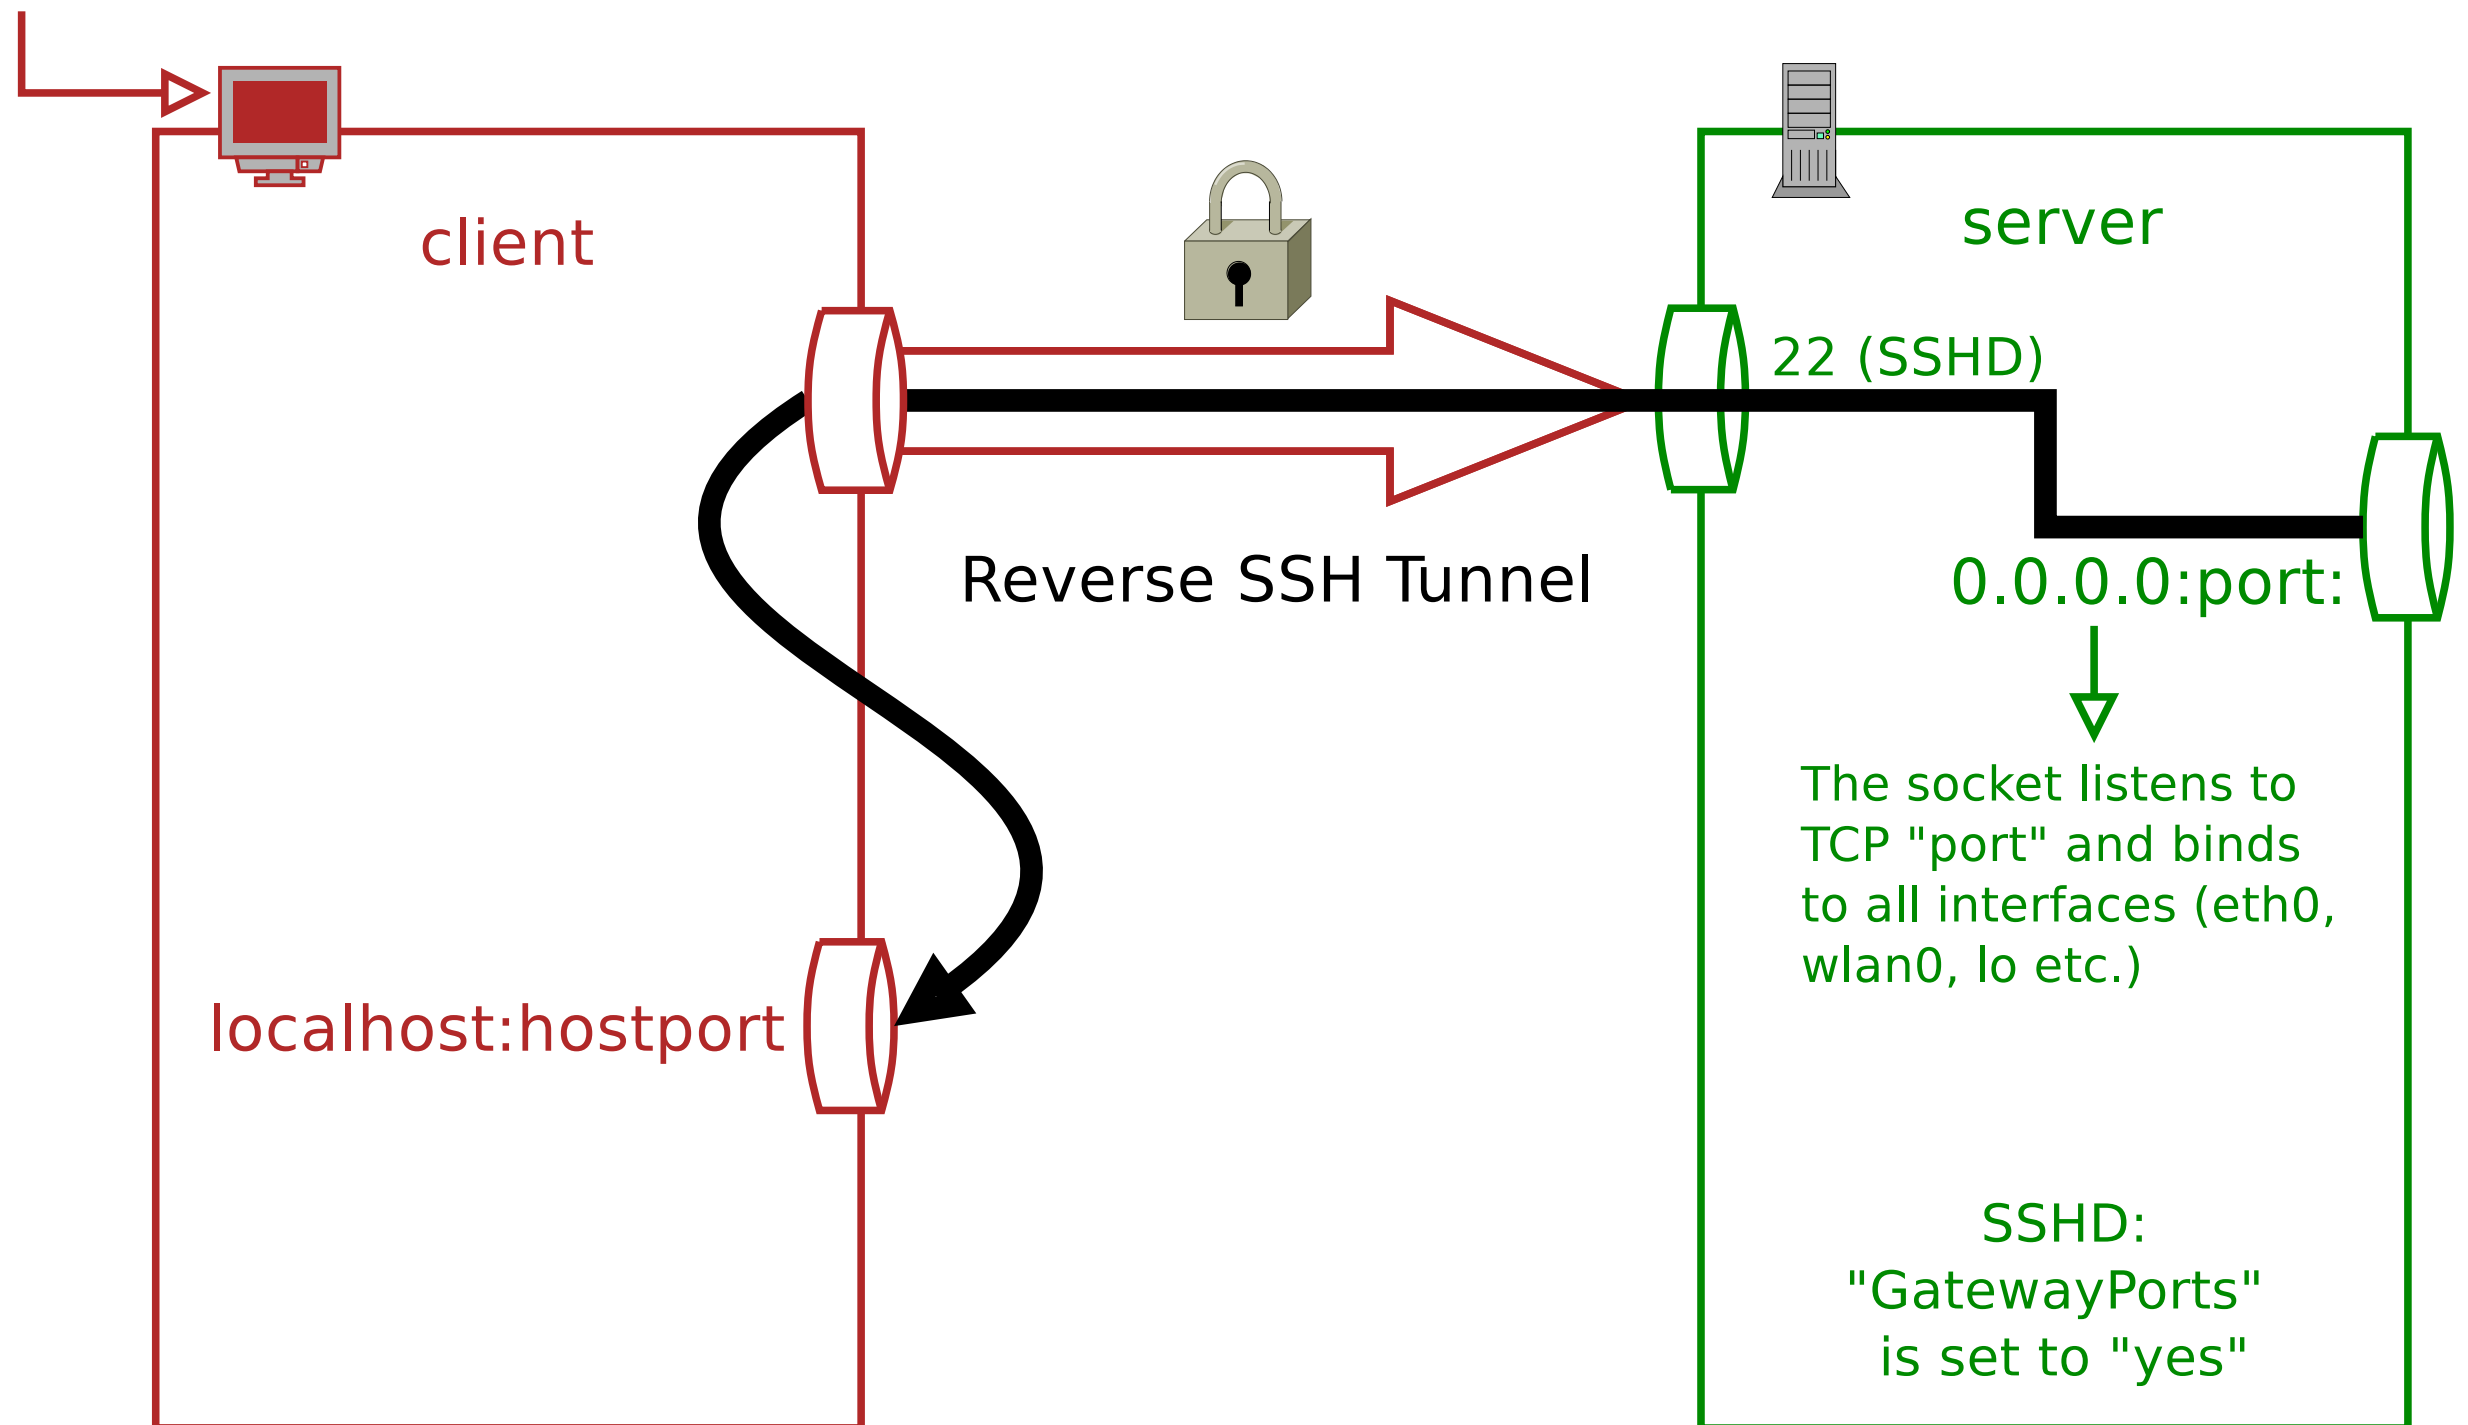 client
server
22 (SSHD)
Reverse SSH Tunnel
0.0.0.0:port:
The socket listens to
TCP "port" and binds
to all interfaces (eth0,
wlan0, lo etc.)
localhost:hostport
SSHD:
"GatewayPorts"
is set to "yes"